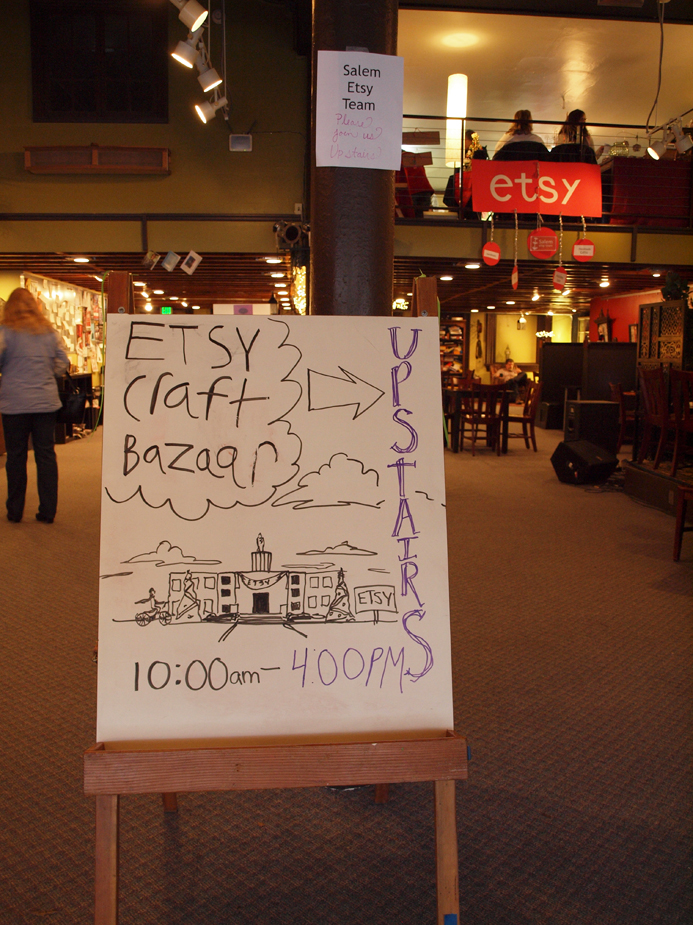 Salem
Etsy
Team
Please?
join us?
Upstairs?
etsy
ETSY
Craft
Bazaar
UPSTAIRS
ETSY
ETSY
10:00am - 4:00PM